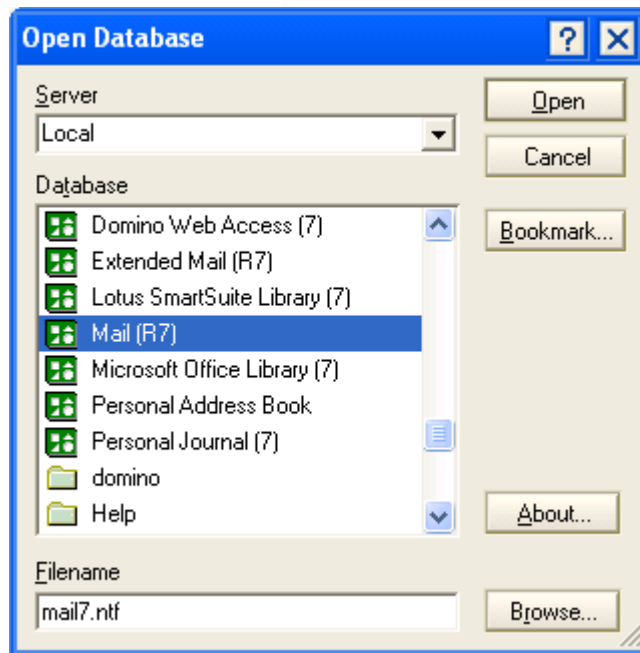 Open Database
Server
Local
Open
Cancel
Database
Domino Web Access (7)
Extended Mail (R7)
Lotus SmartSuite Library (7)
Mail (R7)
Microsoft Office Library (7)
Personal Address Book
Personal Journal (7)
domino
Help
Bookmark...
About...
Filename
mail7.ntf
Browse...